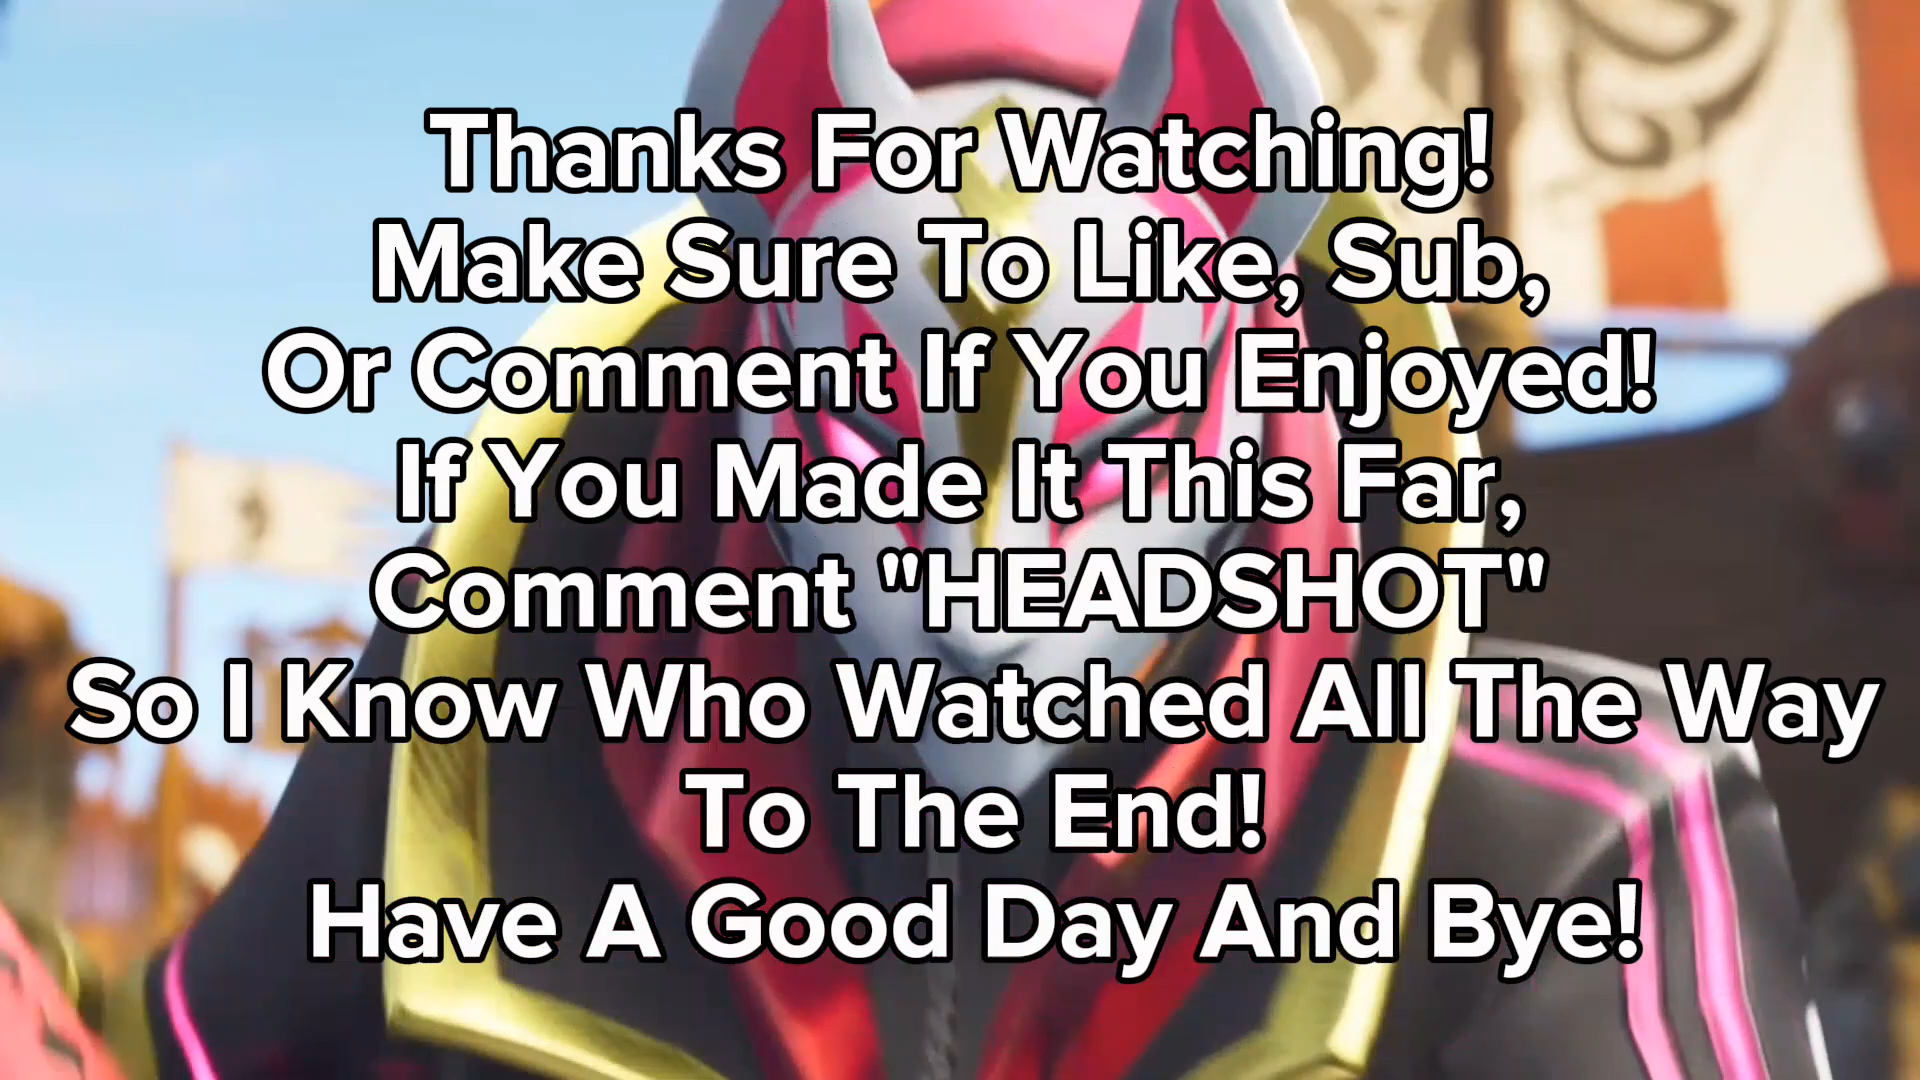 Thanks For Watching!
Make Sure To Like, Sub,
Or Comment If You Enjoyed!
If You Made It This Far,
Comment "HEADSHOT"
So I Know Who Watched All The Way
To The End!
Have A Good Day And Bye!